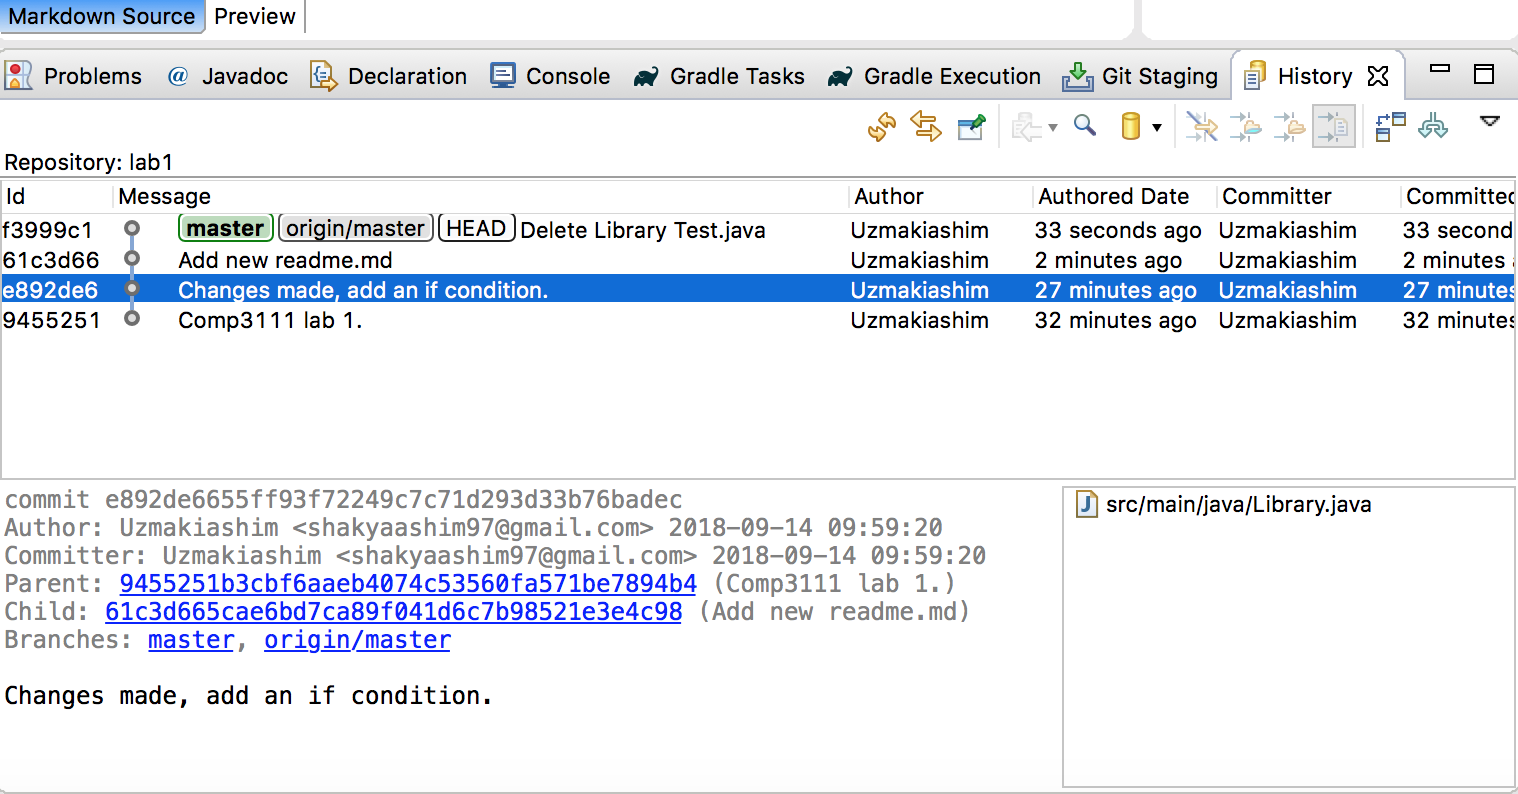 Markdown Source Preview
Problems @ Javadoc Declaration Console Gradle Tasks Gradle Execution Git Staging History
Repository: lab1
Id Message Author Authored Date Committer Committed
f3999c1 master origin/master HEAD Delete Library Test.java Uzmakiashim 33 seconds ago Uzmakiashim 33 second
61c3d66 Add new readme.md Uzmakiashim 2 minutes ago Uzmakiashim 2 minutes
e892de6 Changes made, add an if condition. Uzmakiashim 27 minutes ago Uzmakiashim 27 minutes
9455251 Comp3111 lab 1. Uzmakiashim 32 minutes ago Uzmakiashim 32 minutes
commit e892de6655ff93f72249c7c71d293d33b76badec
Author: Uzmakiashim <shakyaashim97@gmail.com> 2018-09-14 09:59:20
Committer: Uzmakiashim <shakyaashim97@gmail.com> 2018-09-14 09:59:20
Parent: 9455251b3cbf6aaeb4074c53560fa571be7894b4 (Comp3111 lab 1.)
Child: 61c3d665cae6bd7ca89f041d6c7b98521e3e4c98 (Add new readme.md)
Branches: master, origin/master
Changes made, add an if condition.
src/main/java/Library.java